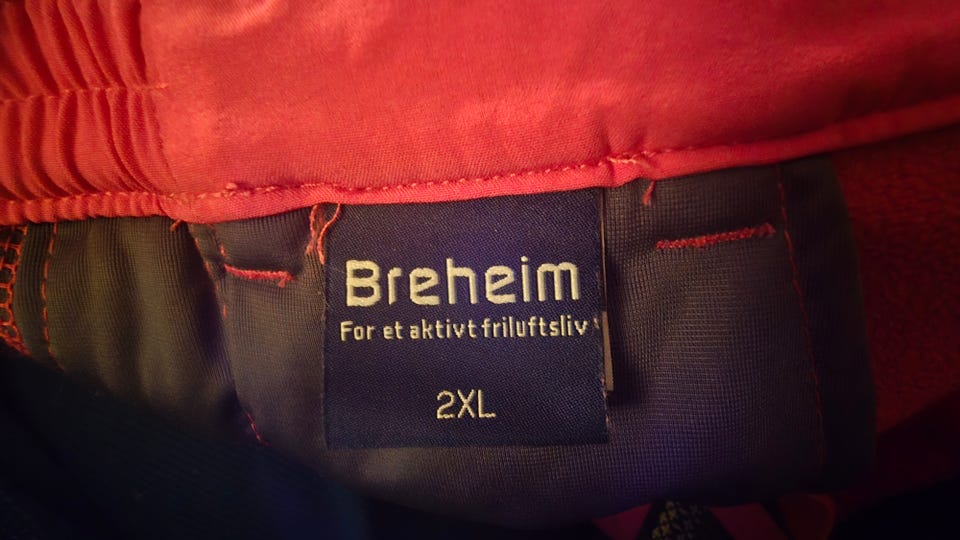 Breheim
For et aktivt friluftsliv
2XL